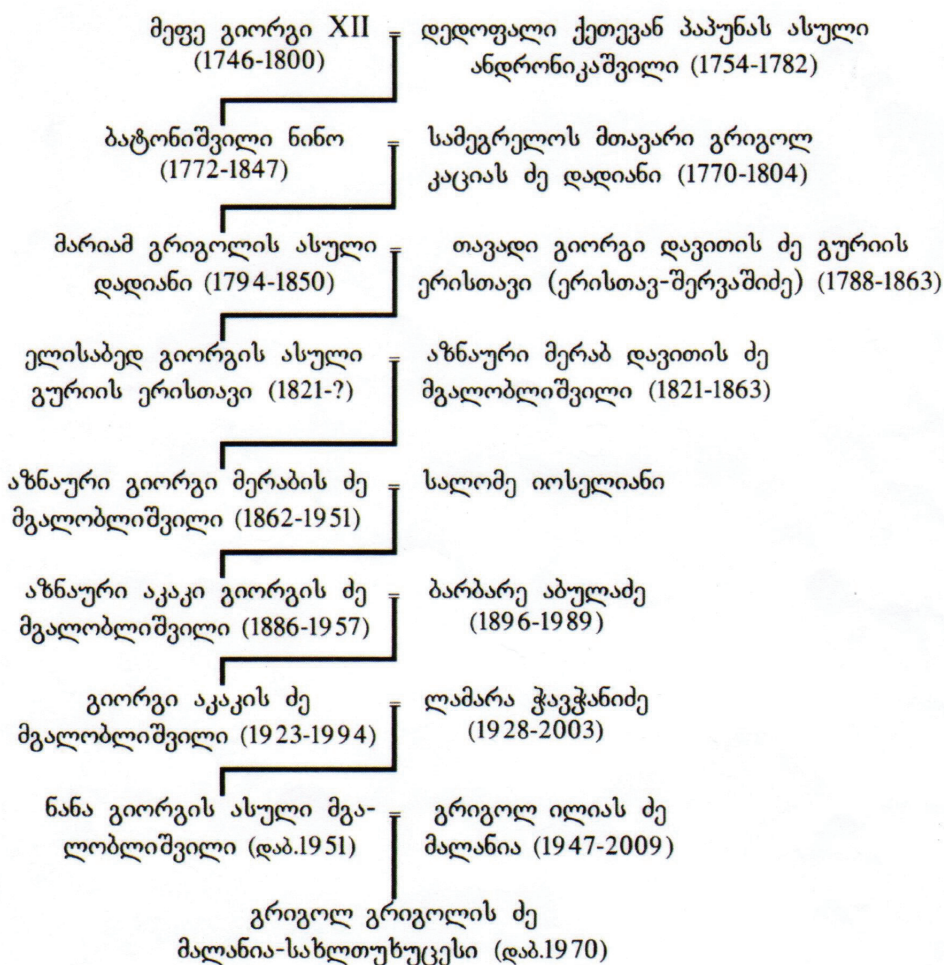 მეფე გიორგი XII = დედოფალი ქეთევან პაპუნას ასული
(1746-1800) ანდრონიკაშვილი (1754-1782)
ბატონიშვილი ნინო = სამეგრელოს მთავარი გრიგოლ
(1772-1847) კაციას ძე დადიანი (1770-1804)
მარიამ გრიგოლის ასული = თავადი გიორგი დავითის ძე გურიის
დადიანი (1794-1850) ერისთავი (ერისთავ-შერვაშიძე) (1788-1863)
ელისაბედ გიორგის ასული = აზნაური მერაბ დავითის ძე
გურიის ერისთავი (1821-?) მგალობლიშვილი (1821-1863)
აზნაური გიორგი მერაბის ძე = სალომე იოსელიანი
მგალობლიშვილი (1862-1951)
აზნაური აკაკი გიორგის ძე = ბარბარე აბულაძე
მგალობლიშვილი (1886-1957) (1896-1989)
გიორგი აკაკის ძე = ლამარა ჭავჭანიძე
მგალობლიშვილი (1923-1994) (1928-2003)
ნანა გიორგის ასული მგა- = გრიგოლ ილიას ძე
ლობლიშვილი (დაბ.1951) მალანია (1947-2009)
გრიგოლ გრიგოლის ძე
მალანია-სახლთუხუცესი (დაბ.1970)